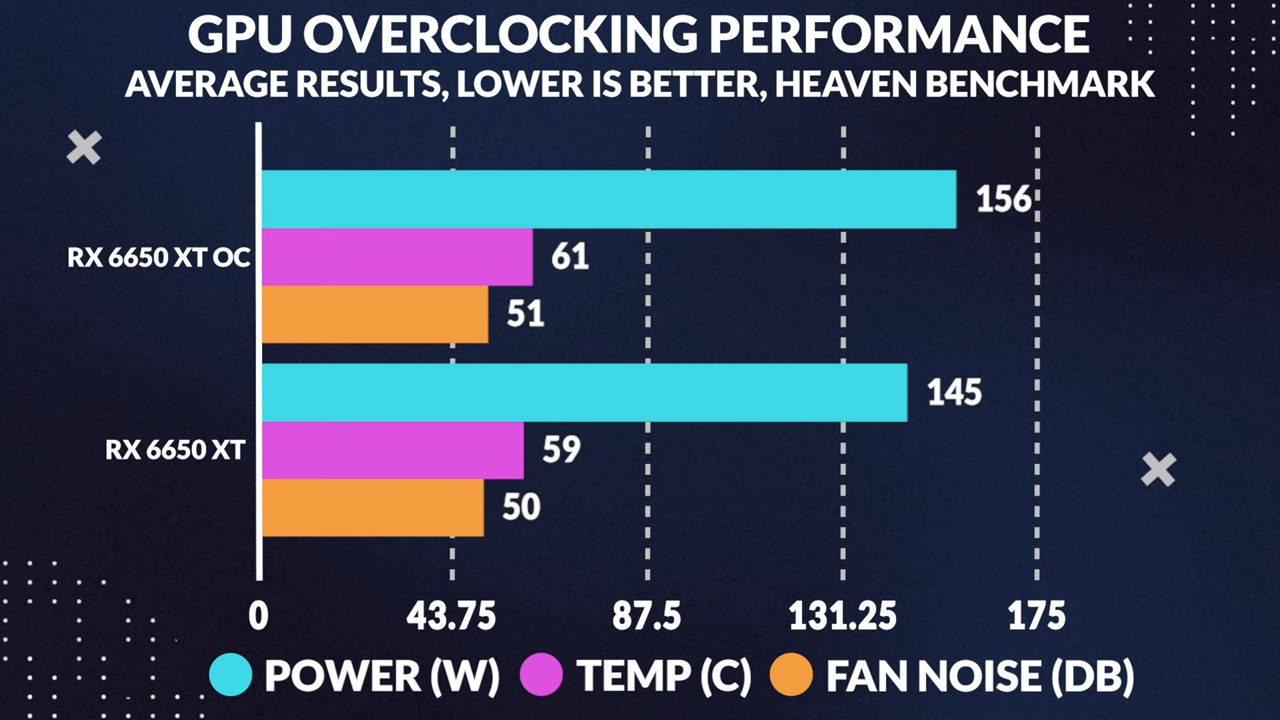 GPU OVERCLOCKING PERFORMANCE
AVERAGE RESULTS, LOWER IS BETTER, HEAVEN BENCHMARK
156
RX 6650 XT OC
61
51
145
RX 6650 XT
59
50
0 43.75 87.5 131.25 175
POWER (W) TEMP (C) FAN NOISE (DB)